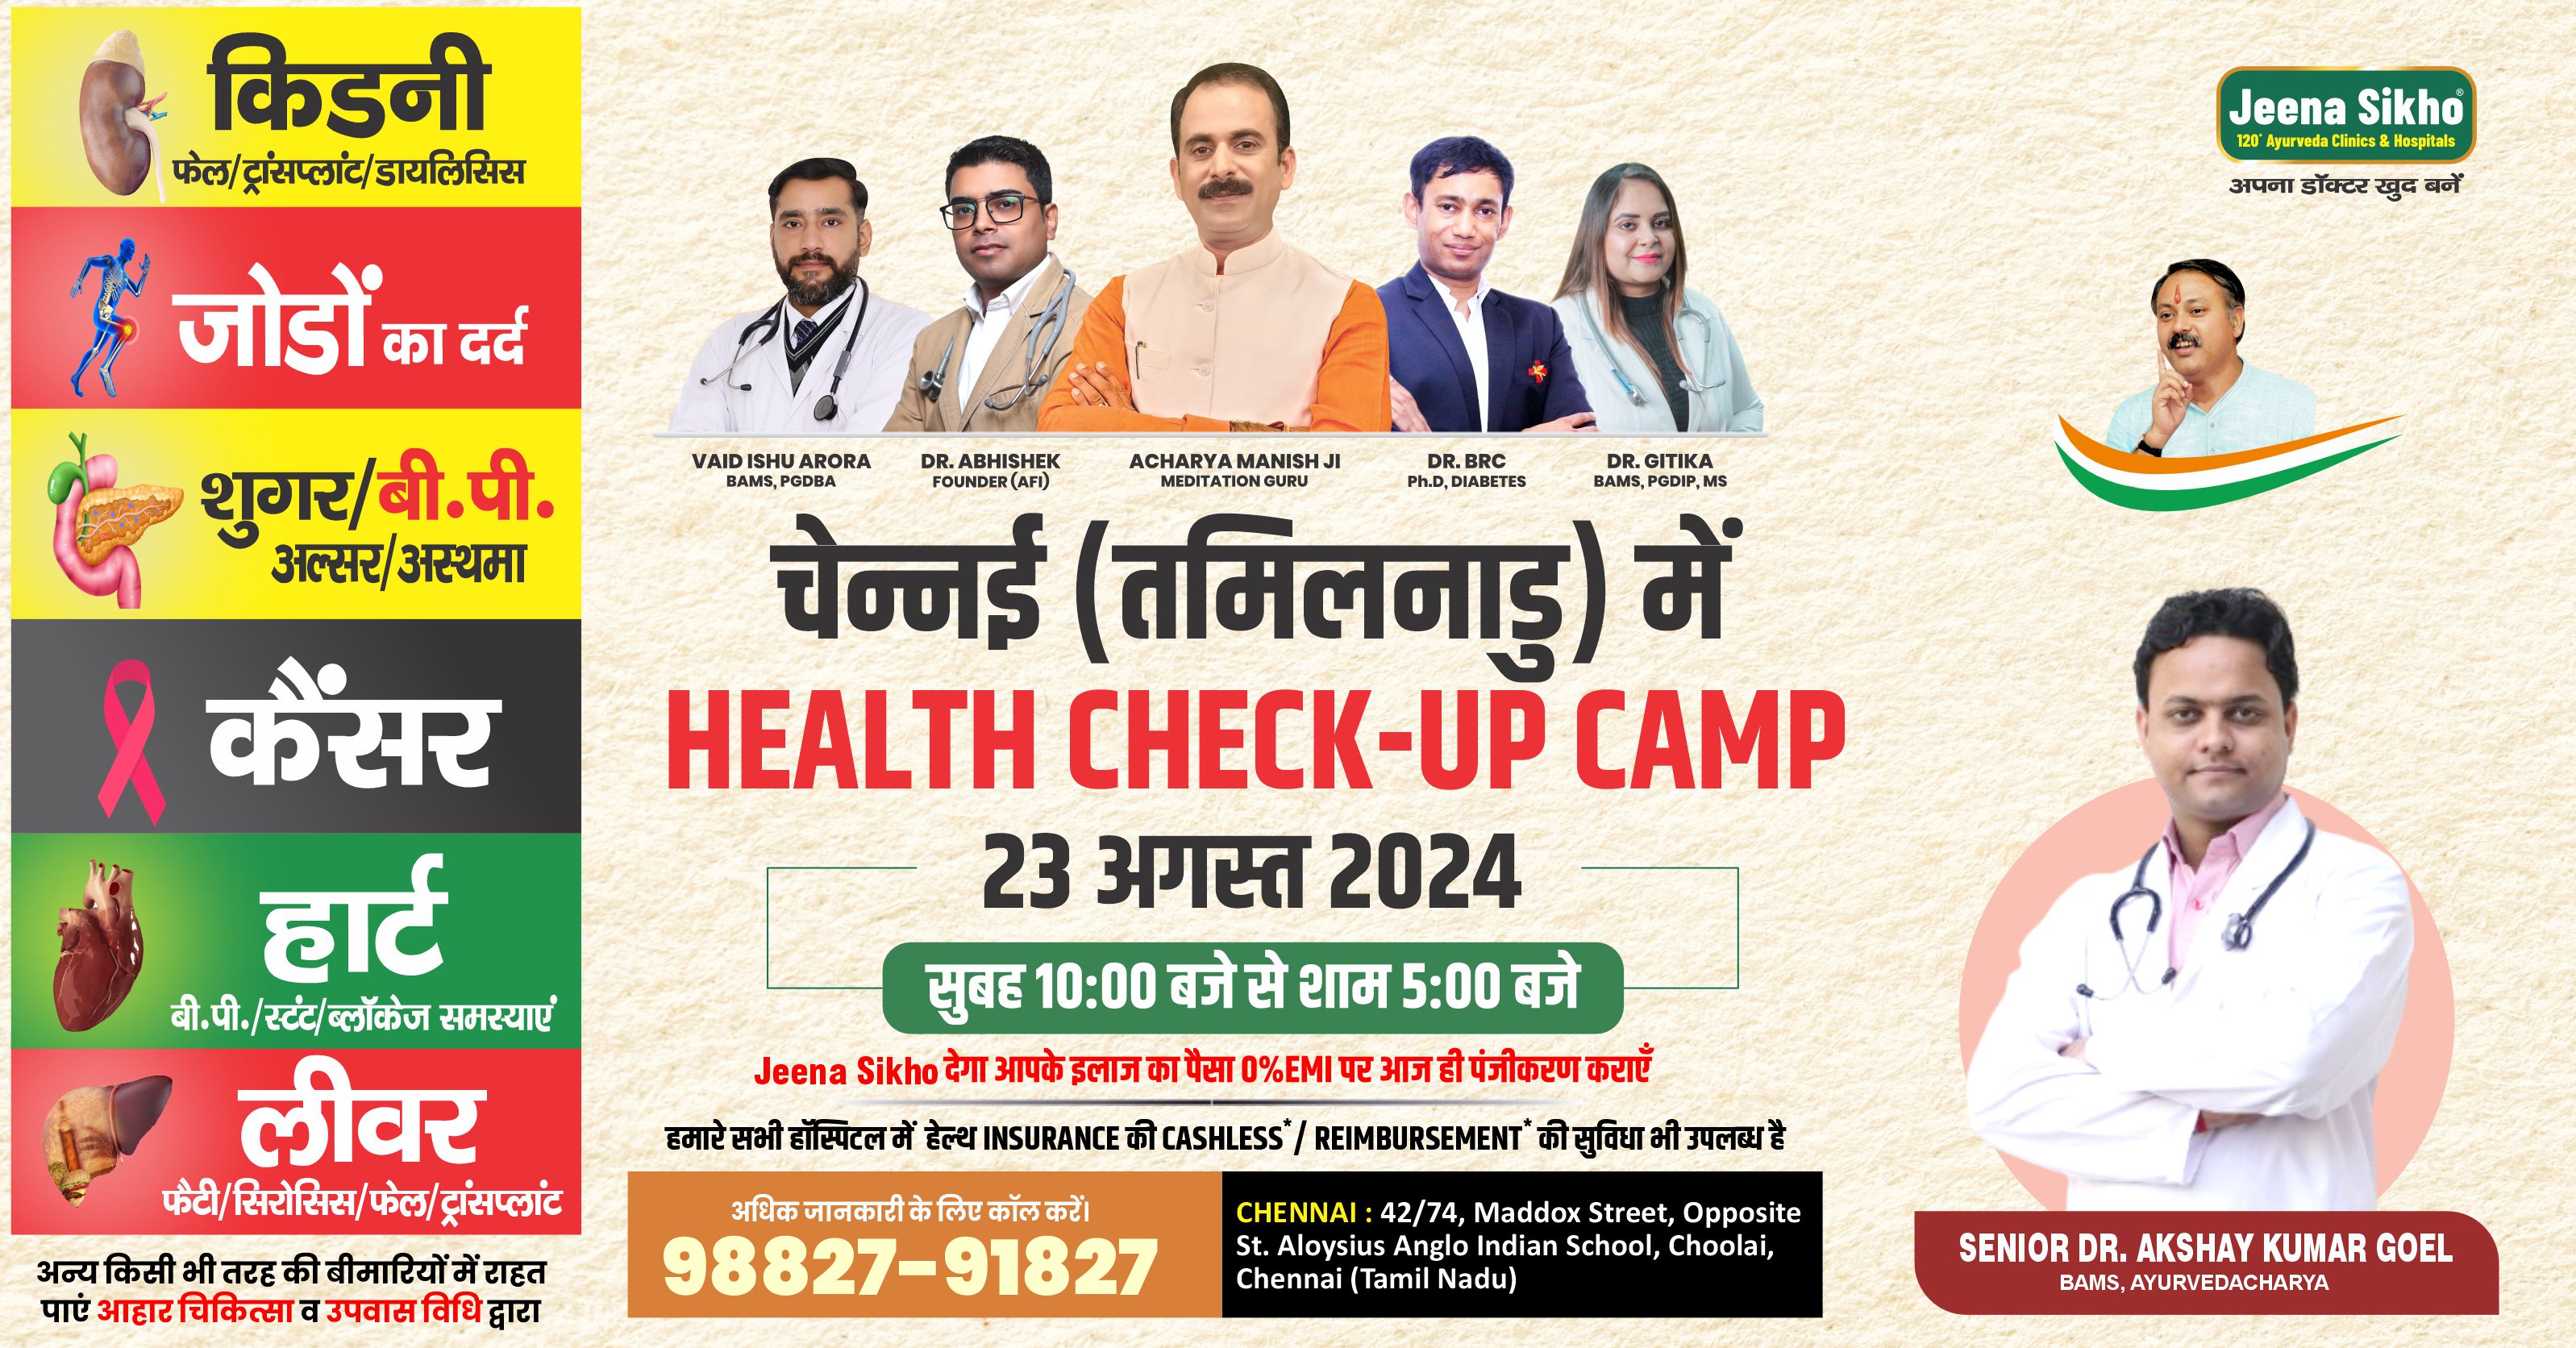 किडनी
फेल/ट्रांसप्लांट/डायलिसिस
जोडों का दर्द
शुगर/बी.पी.
अल्सर/अस्थमा
कैंसर
हार्ट
बी.पी./स्टंट/ब्लॉकेज समस्याएं
लीवर
फैटी/सिरोसिस/फेल/ट्रांसप्लांट
अन्य किसी भी तरह की बीमारियों में राहत
पाएं आहार चिकित्सा व उपवास विधि द्वारा
VAID ISHU ARORA
BAMS, PGDBA
DR. ABHISHEK
FOUNDER (AFI)
ACHARYA MANISH JI
MEDITATION GURU
DR. BRC
Ph.D, DIABETES
DR. GITIKA
BAMS, PGDIP, MS
चेन्नई (तमिलनाडु) में
HEALTH CHECK-UP CAMP
23 अगस्त 2024
सुबह 10:00 बजे से शाम 5:00 बजे
Jeena Sikho देगा आपके इलाज का पैसा 0%EMI पर आज ही पंजीकरण कराएँ
हमारे सभी हॉस्पिटल में हेल्थ INSURANCE की CASHLESS*/ REIMBURSEMENT* की सुविधा भी उपलब्ध है
अधिक जानकारी के लिए कॉल करें।
98827-91827
CHENNAI : 42/74, Maddox Street, Opposite
St. Aloysius Anglo Indian School, Choolai,
Chennai (Tamil Nadu)
Jeena Sikho®
120+ Ayurveda Clinics & Hospitals
अपना डॉक्टर खुद बनें
SENIOR DR. AKSHAY KUMAR GOEL
BAMS, AYURVEDACHARYA